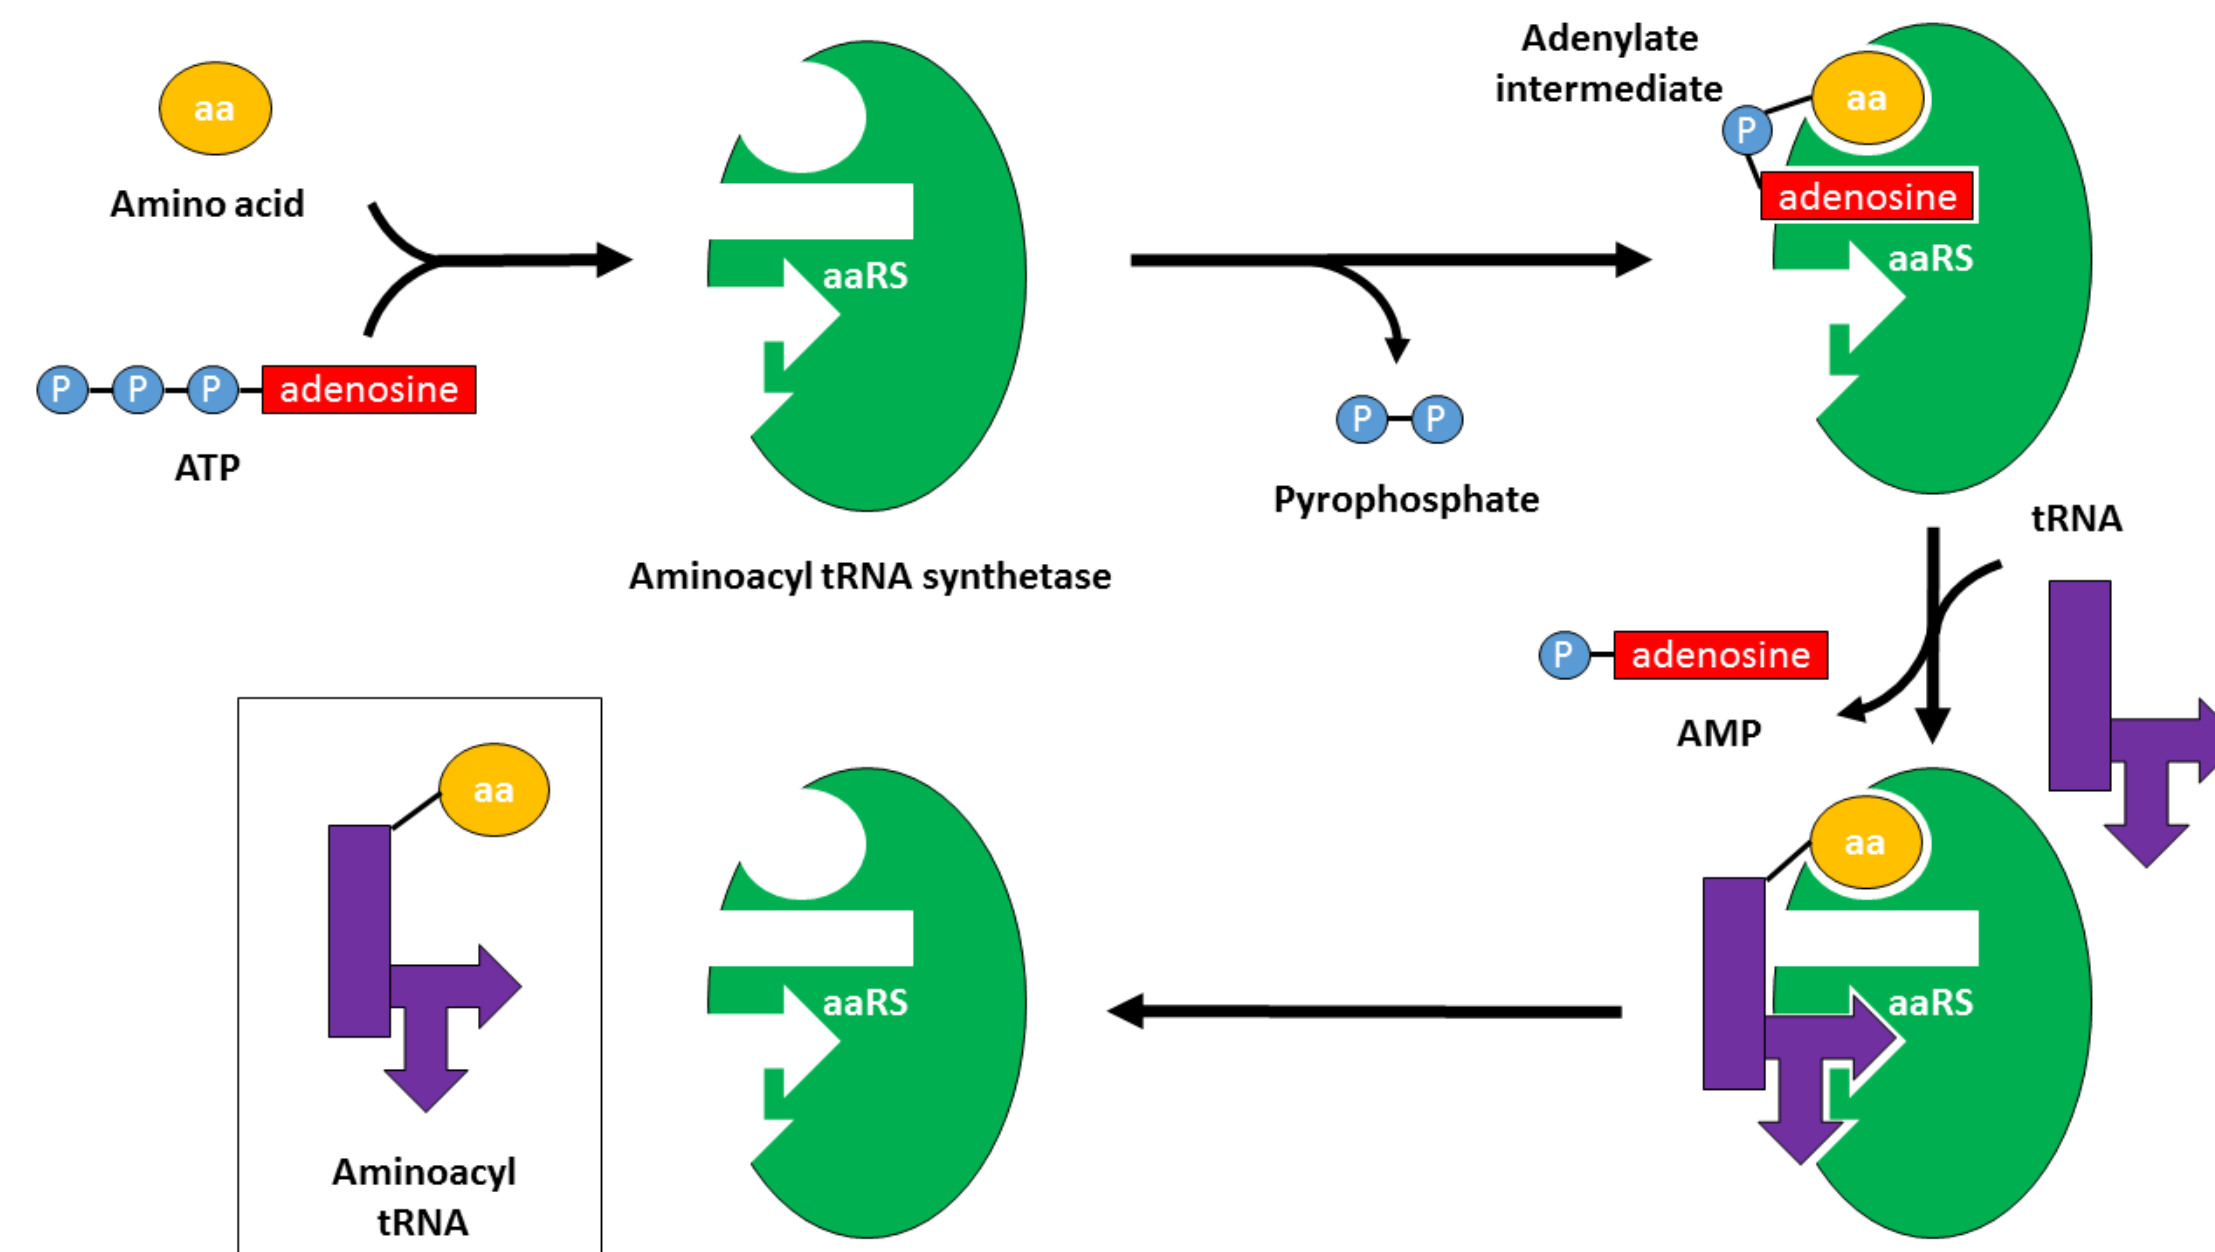 aa
Amino acid
P P P adenosine
ATP
aaRS
Aminoacyl tRNA synthetase
P P
Pyrophosphate
Adenylate
intermediate
P
aa
adenosine
aaRS
tRNA
P adenosine
AMP
aa
aaRS
aaRS
aa
Aminoacyl
tRNA